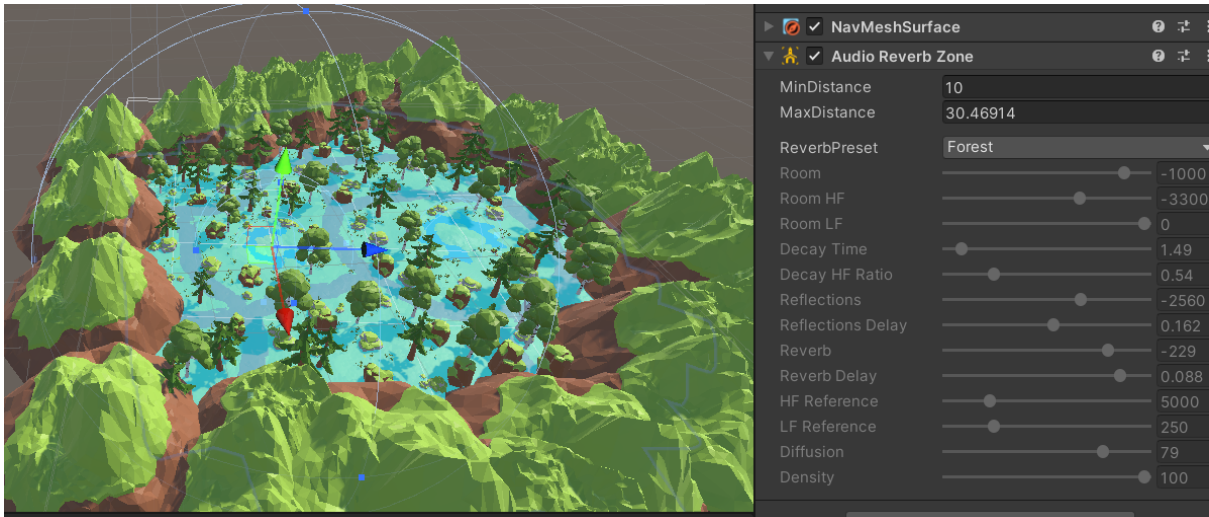 NavMeshSurface
Audio Reverb Zone
MinDistance 10
MaxDistance 30.46914
ReverbPreset Forest
Room -1000
Room HF -3300
Room LF 0
Decay Time 1.49
Decay HF Ratio 0.54
Reflections -2560
Reflections Delay 0.162
Reverb -229
Reverb Delay 0.088
HF Reference 5000
LF Reference 250
Diffusion 79
Density 100